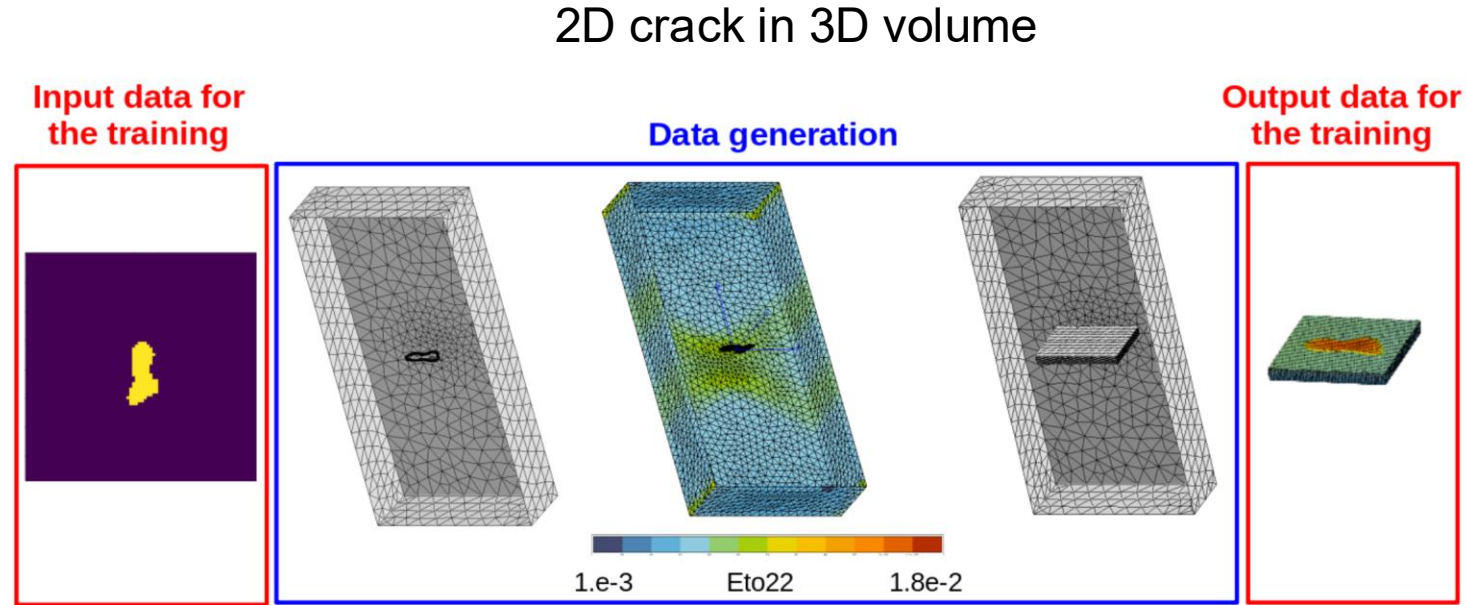 2D crack in 3D volume
Input data for
the training
Data generation
Output data for
the training
1.e-3 Eto22 1.8e-2